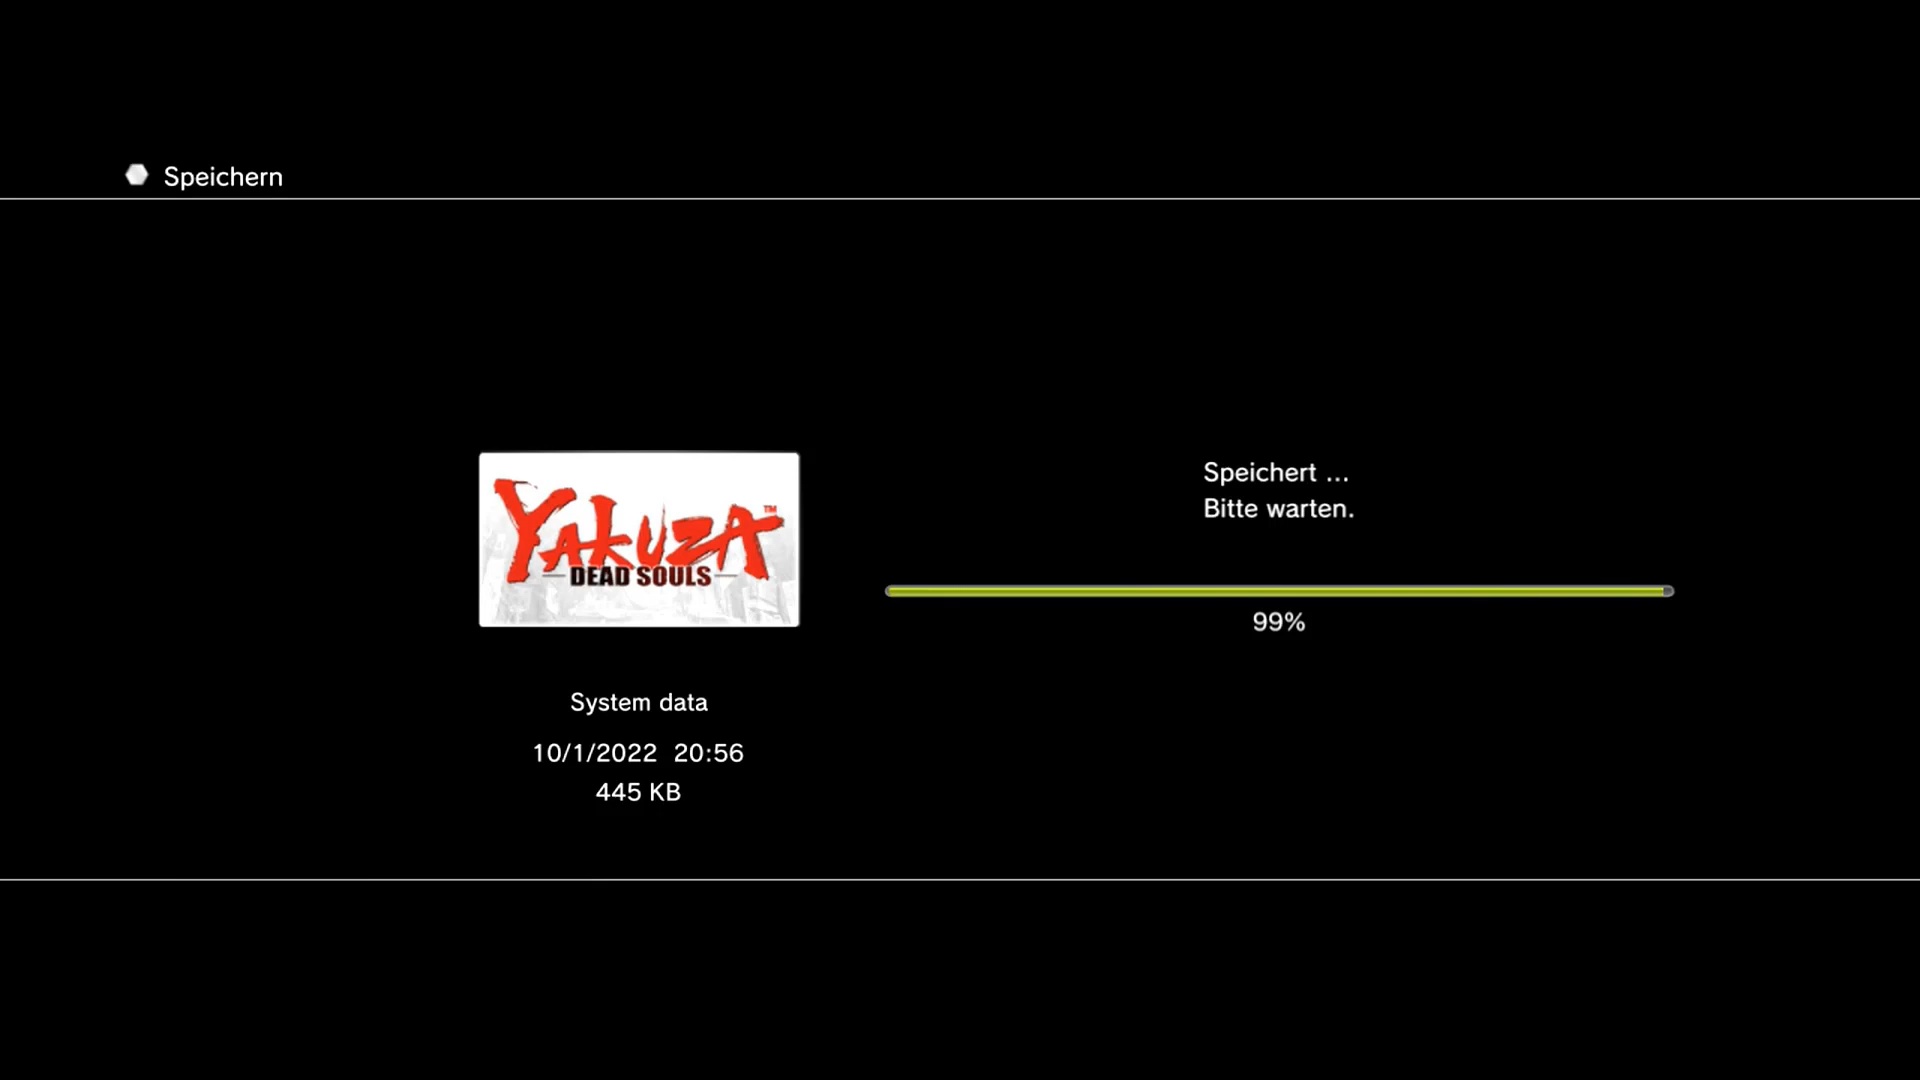 Speichern
YAKUZA™
DEAD SOULS
Speichert ...
Bitte warten.
99%
System data
10/1/2022 20:56
445 KB